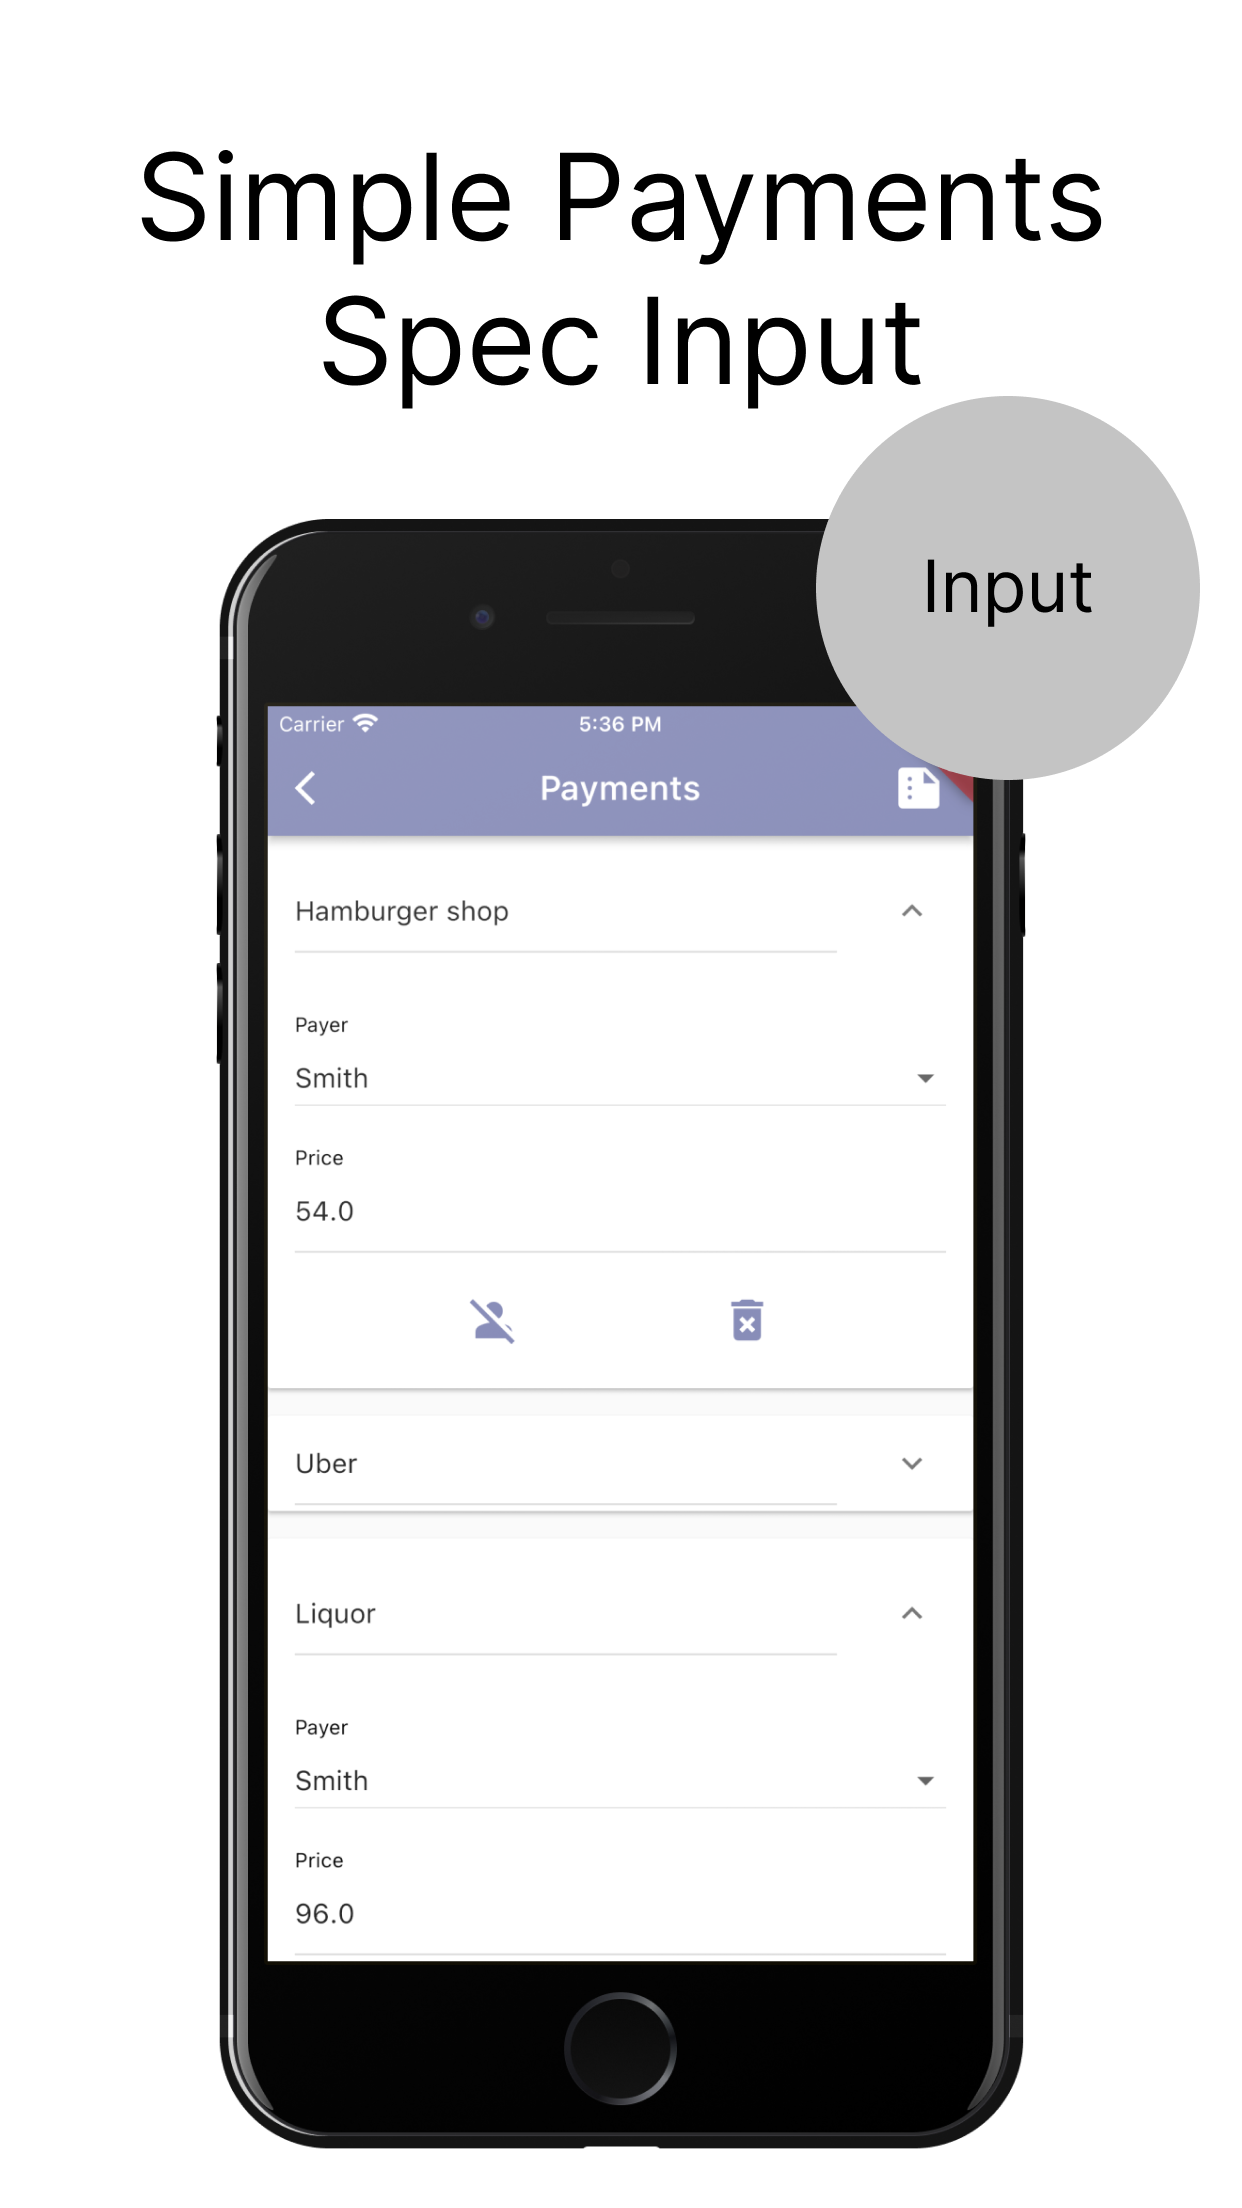 Simple Payments
Spec Input
Input
Carrier 5:36 PM
Payments
Hamburger shop
Payer
Smith
Price
54.0
Uber
Liquor
Payer
Smith
Price
96.0